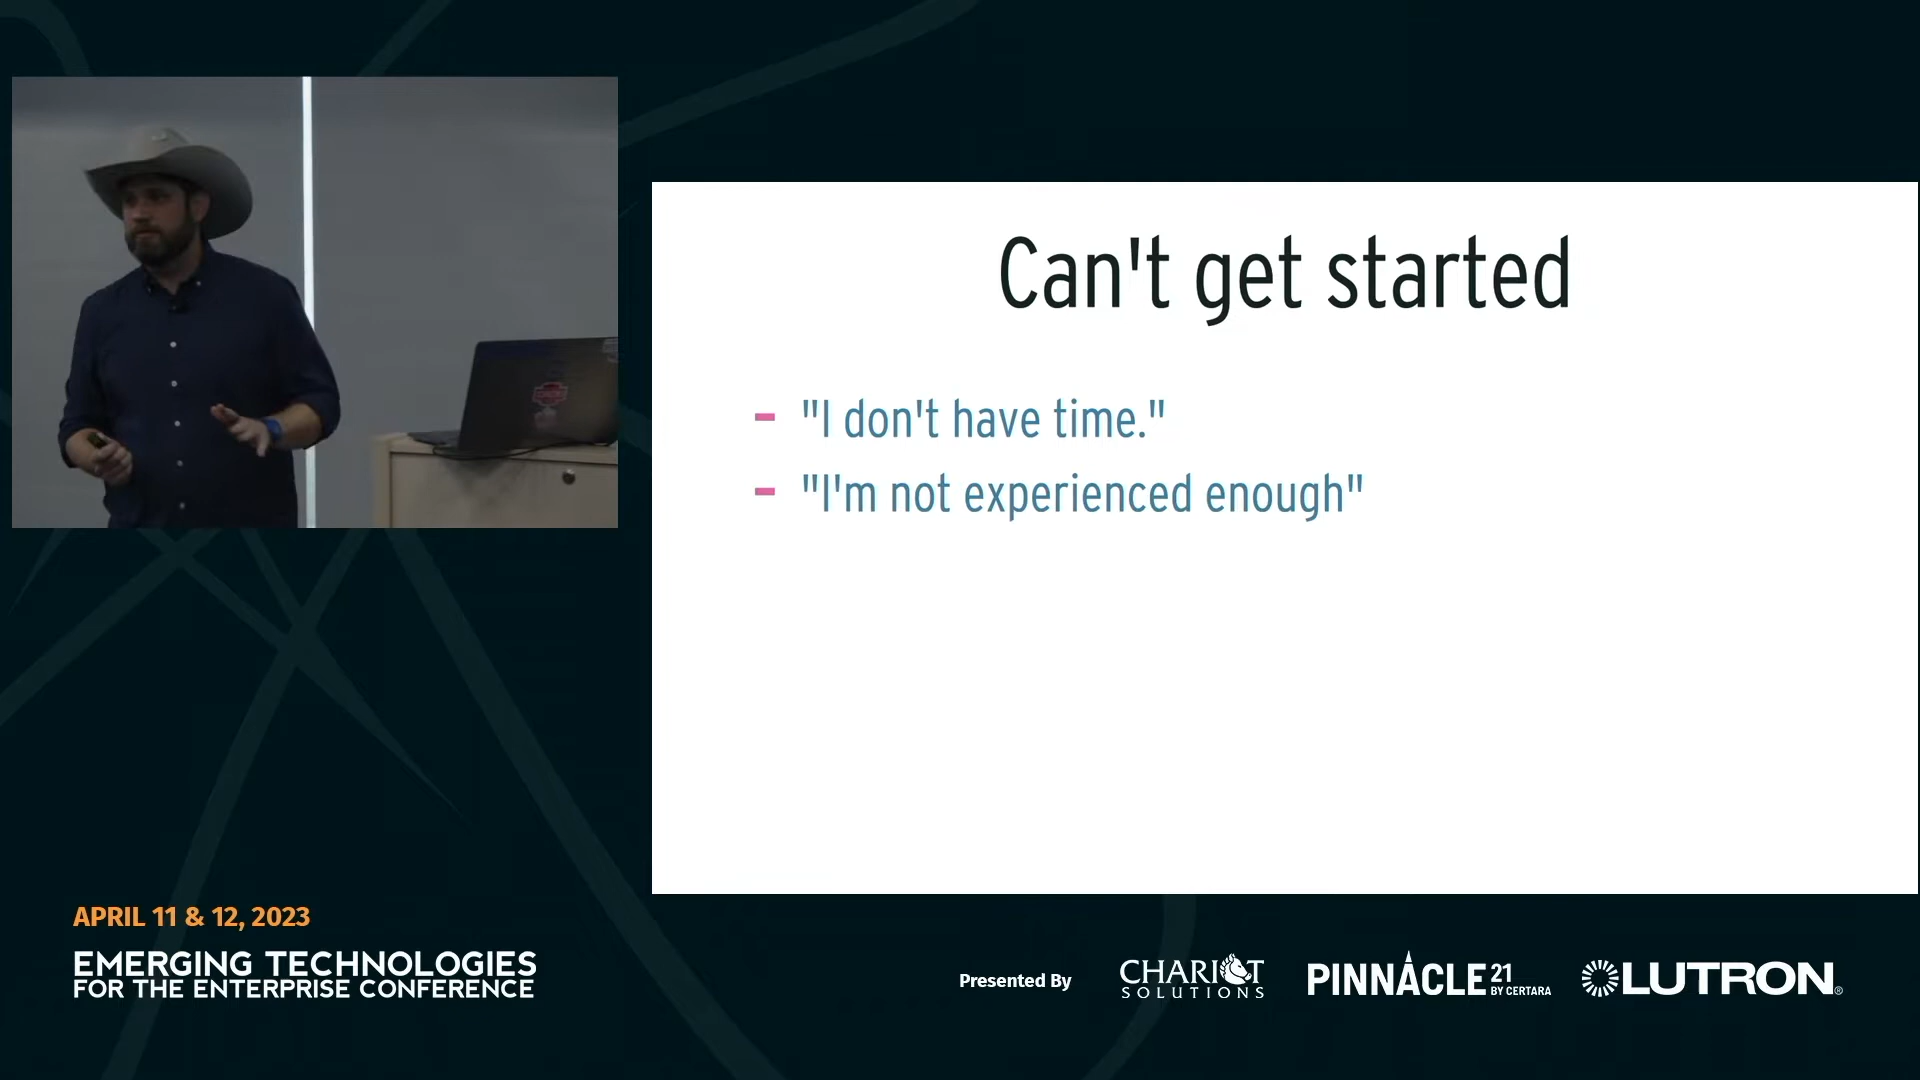 Can't get started
- "I don't have time."
- "I'm not experienced enough"
APRIL 11 & 12, 2023
EMERGING TECHNOLOGIES
FOR THE ENTERPRISE CONFERENCE
Presented By
CHARIOT
SOLUTIONS
PINNACLE 21
BY CERTARA
LUTRON®